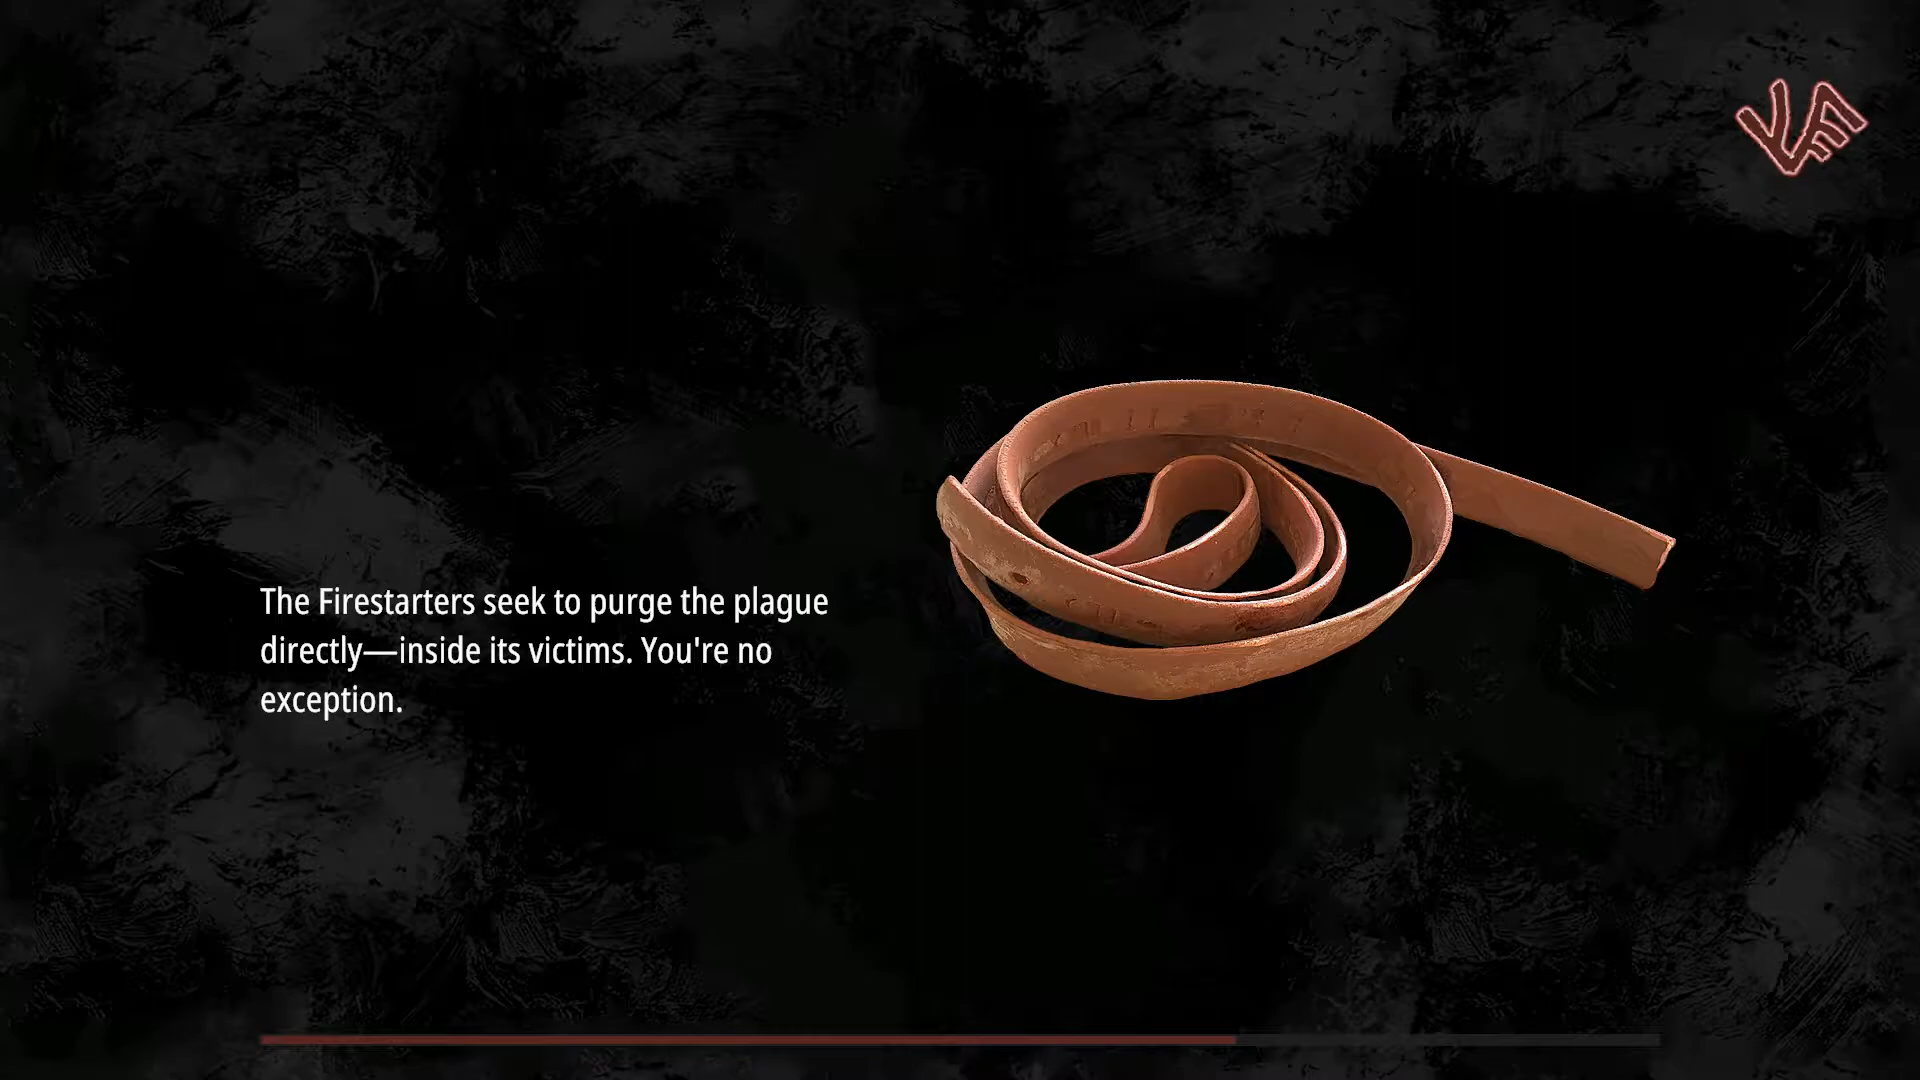 The Firestarters seek to purge the plague
directly—inside its victims. You're no
exception.